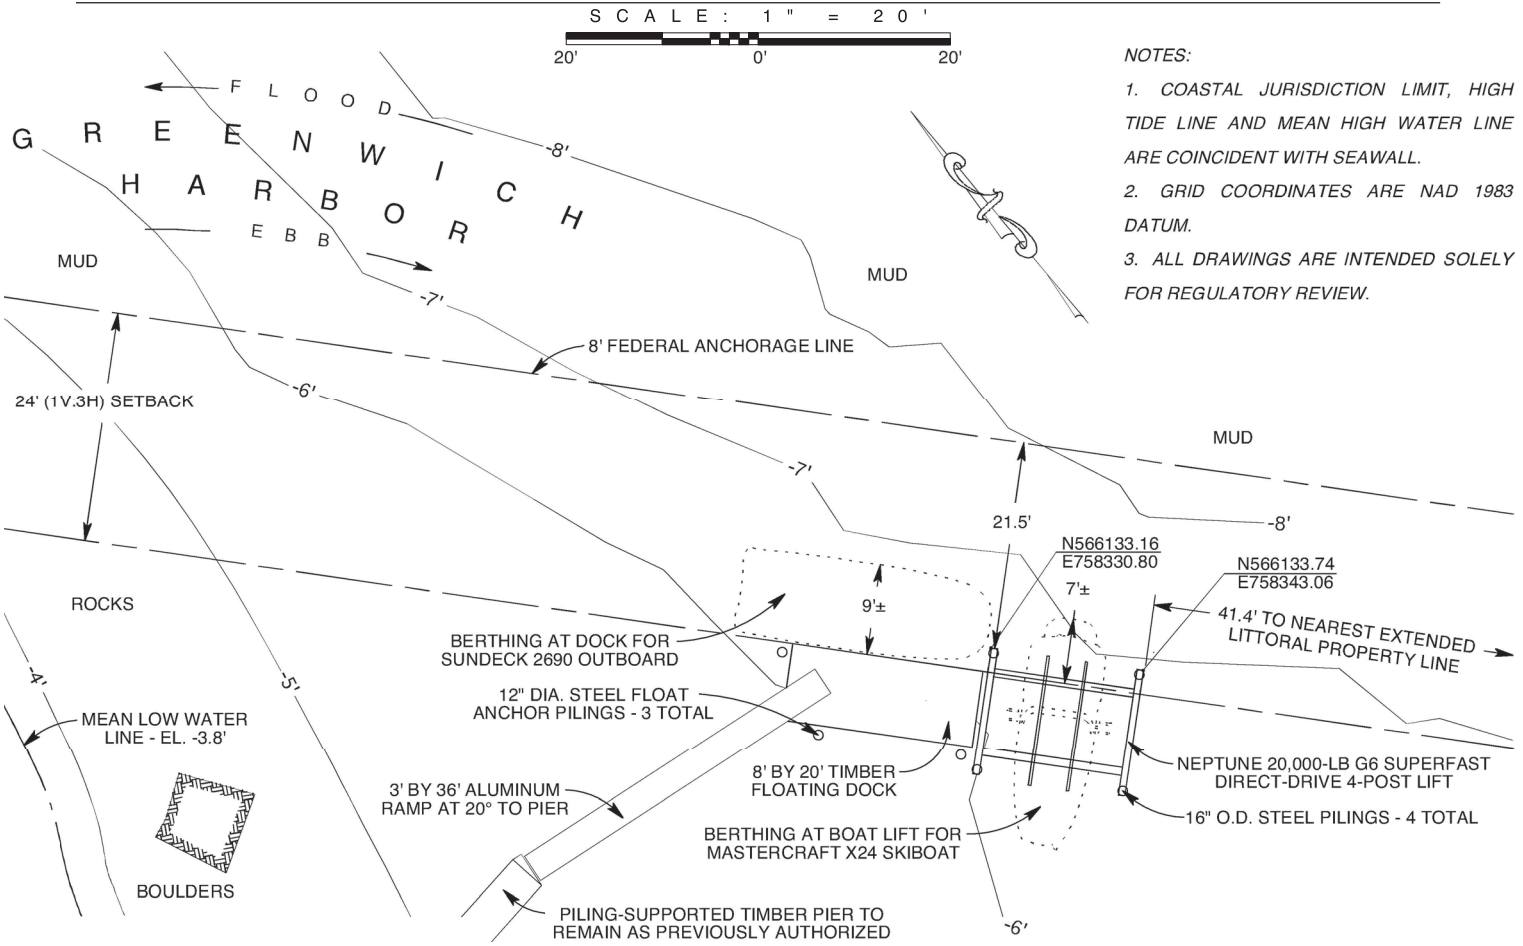 SCALE: 1" = 20'
20' 0' 20'
NOTES:
1. COASTAL JURISDICTION LIMIT, HIGH
TIDE LINE AND MEAN HIGH WATER LINE
ARE COINCIDENT WITH SEAWALL.
2. GRID COORDINATES ARE NAD 1983
DATUM.
3. ALL DRAWINGS ARE INTENDED SOLELY
FOR REGULATORY REVIEW.
FLOOD
GREENWICH
HARBOR
EBB
-8'
MUD
MUD
-7'
8' FEDERAL ANCHORAGE LINE
-6'
24' (1V.3H) SETBACK
MUD
-7'
21.5'
-8'
N566133.16
E758330.80
N566133.74
E758343.06
7'±
9'±
ROCKS
41.4' TO NEAREST EXTENDED
LITTORAL PROPERTY LINE
BERTHING AT DOCK FOR
SUNDECK 2690 OUTBOARD
-4'
-5'
12" DIA. STEEL FLOAT
ANCHOR PILINGS - 3 TOTAL
MEAN LOW WATER
LINE - EL. -3.8'
8' BY 20' TIMBER
FLOATING DOCK
NEPTUNE 20,000-LB G6 SUPERFAST
DIRECT-DRIVE 4-POST LIFT
3' BY 36' ALUMINUM
RAMP AT 20° TO PIER
16" O.D. STEEL PILINGS - 4 TOTAL
BERTHING AT BOAT LIFT FOR
MASTERCRAFT X24 SKIBOAT
BOULDERS
PILING-SUPPORTED TIMBER PIER TO
REMAIN AS PREVIOUSLY AUTHORIZED
-6'